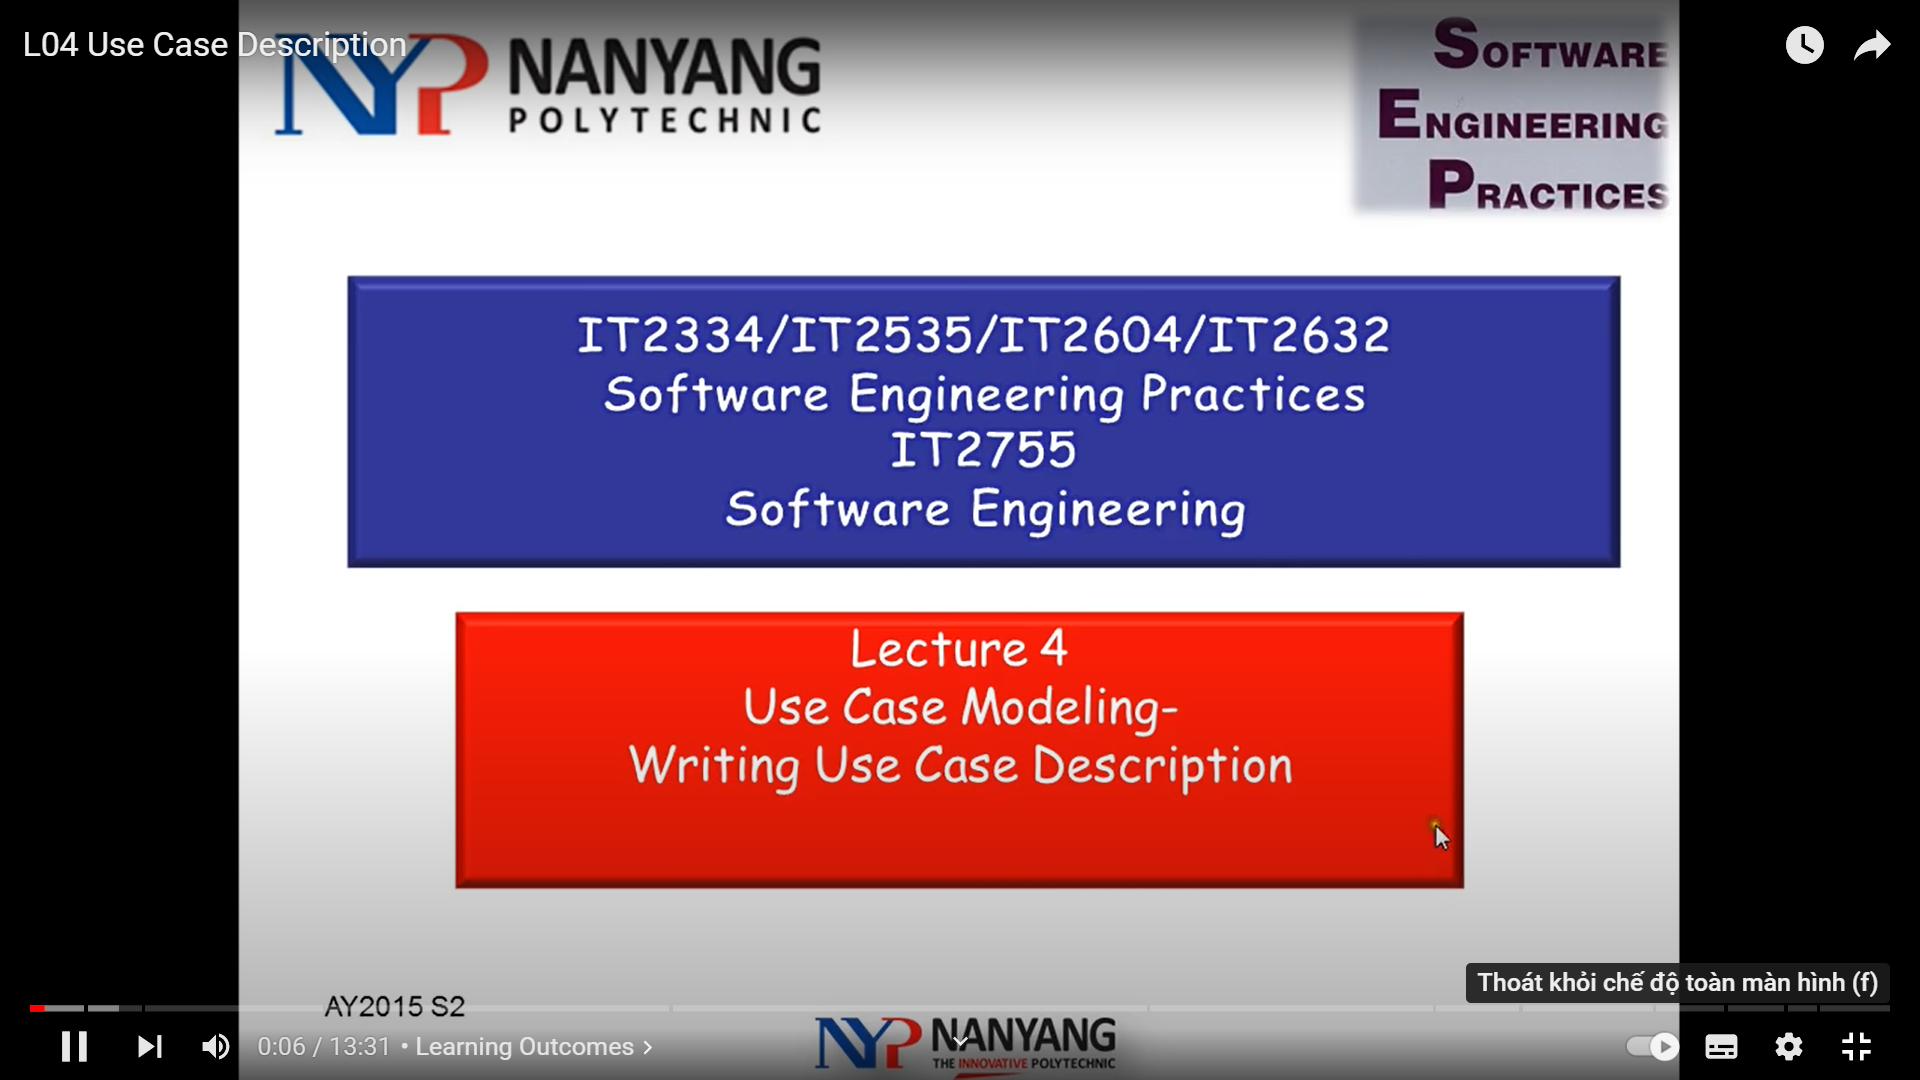 L04 Use Case Description
NYP NANYANG
POLYTECHNIC
SOFTWARE
ENGINEERING
PRACTICES
IT2334/IT2535/IT2604/IT2632
Software Engineering Practices
IT2755
Software Engineering
Lecture 4
Use Case Modeling-
Writing Use Case Description
Thoát khỏi chế độ toàn màn hình (f)
AY2015 S2
0:06 / 13:31 • Learning Outcomes
NYP NANYANG
THE INNOVATIVE POLYTECHNIC